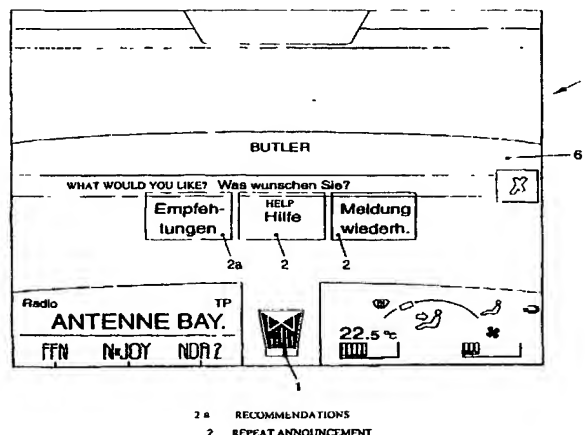 BUTLER
6
WHAT WOULD YOU LIKE? Was wunschen Sie?
Empfeh-
lungen
HELP
Hilfe
Meldung
wiederh.
2a 2 2
Radio TP
ANTENNE BAY.
FFN N*JOY NDR 2
22.5 °C
1
2 a RECOMMENDATIONS
2 REPEAT ANNOUNCEMENT